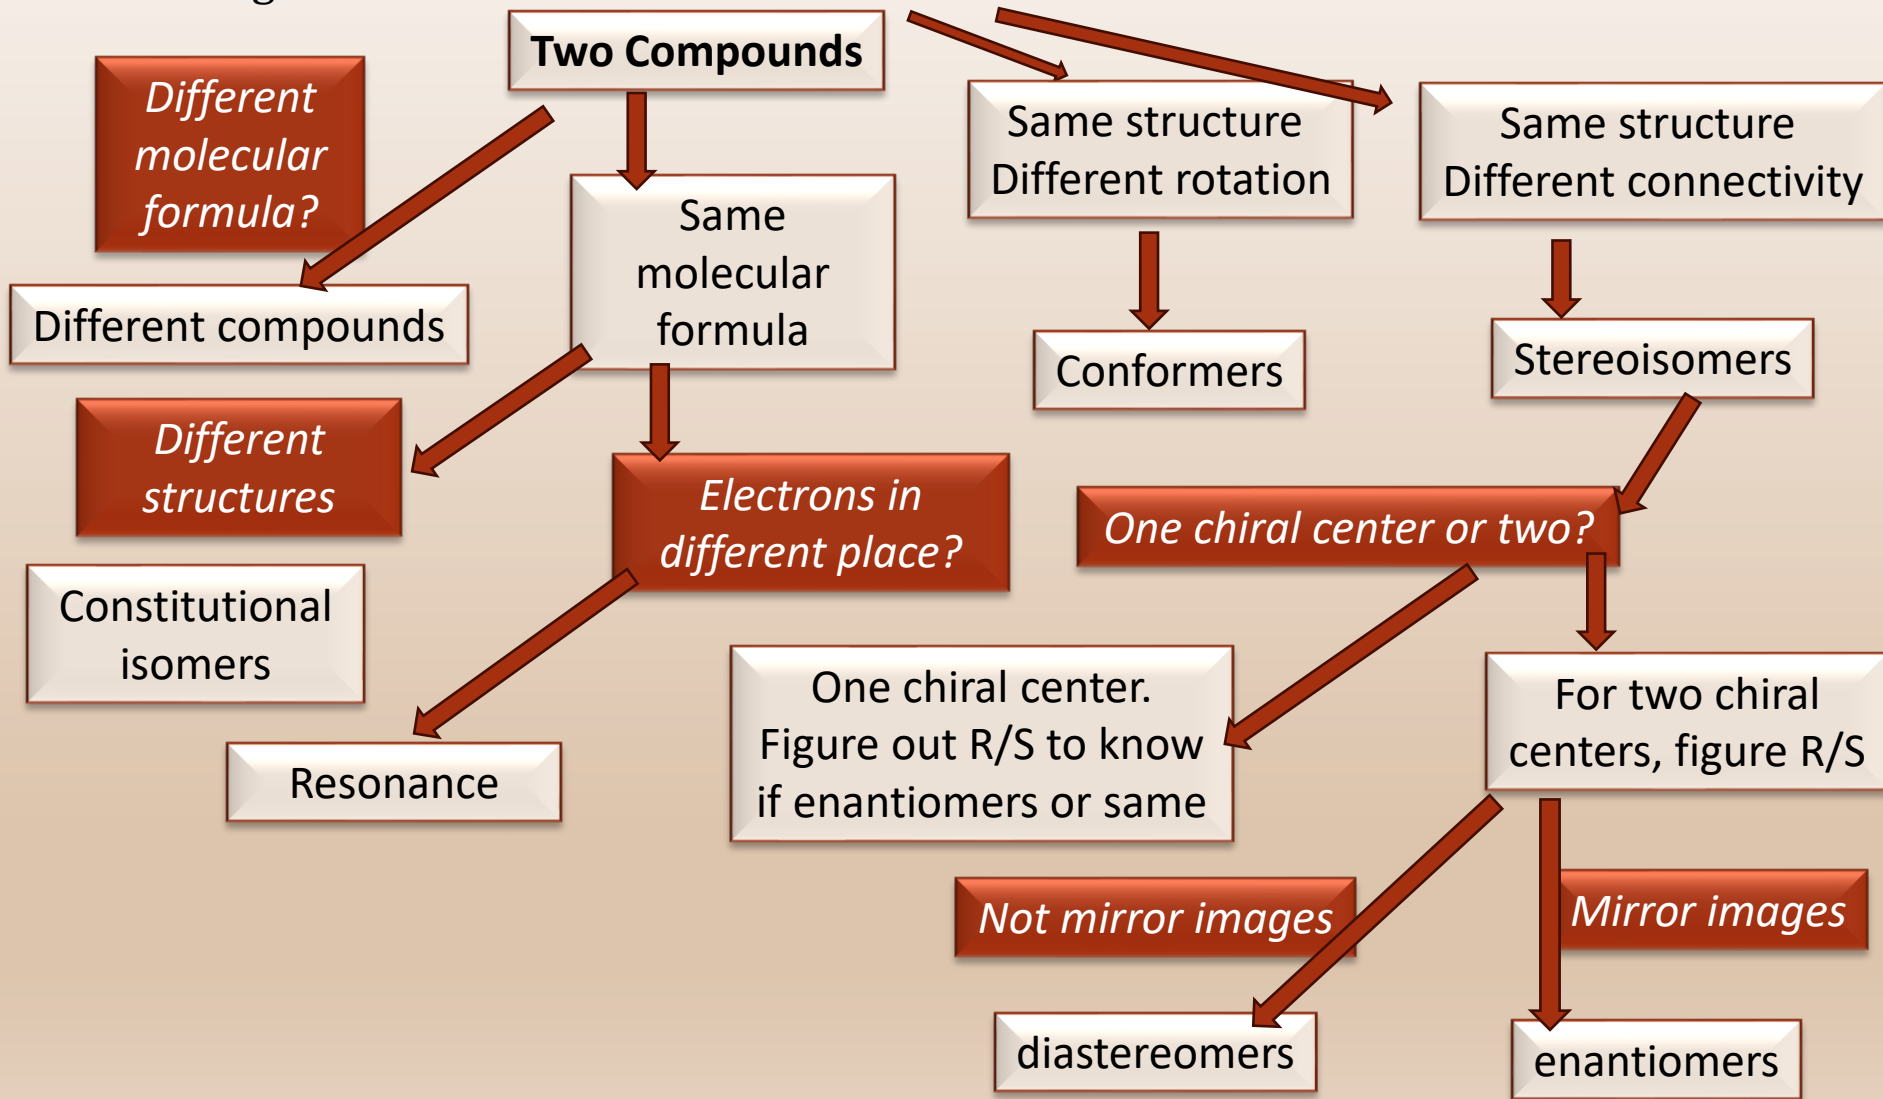 Two Compounds
Different
molecular
formula?
Different compounds
Same
molecular
formula
Different
structures
Constitutional
isomers
Electrons in
different place?
Resonance
Same structure
Different rotation
Conformers
Same structure
Different connectivity
Stereoisomers
One chiral center or two?
One chiral center.
Figure out R/S to know
if enantiomers or same
For two chiral
centers, figure R/S
Not mirror images
Mirror images
diastereomers
enantiomers